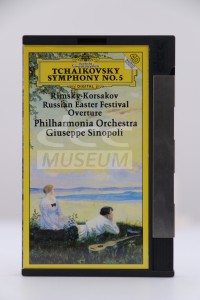 TCHAIKOVSKY
SYMPHONY NO.5
DIGITAL
Rimsky-Korsakov
Russian Easter Festival
Overture
Philharmonia Orchestra
Giuseppe Sinopoli
MUSEUM